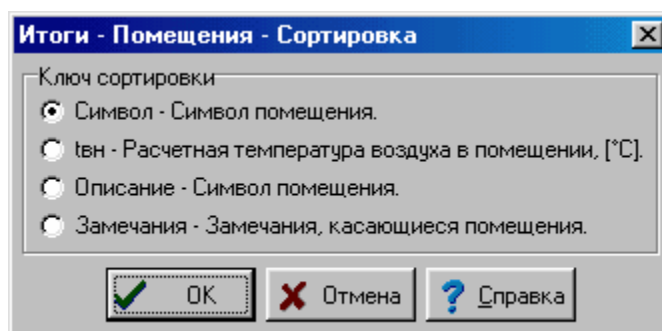 Итоги - Помещения - Сортировка
Ключ сортировки
Символ - Символ помещения.
tвн - Расчетная температура воздуха в помещении, [°C].
Описание - Символ помещения.
Замечания - Замечания, касающиеся помещения.
OK Отмена Справка